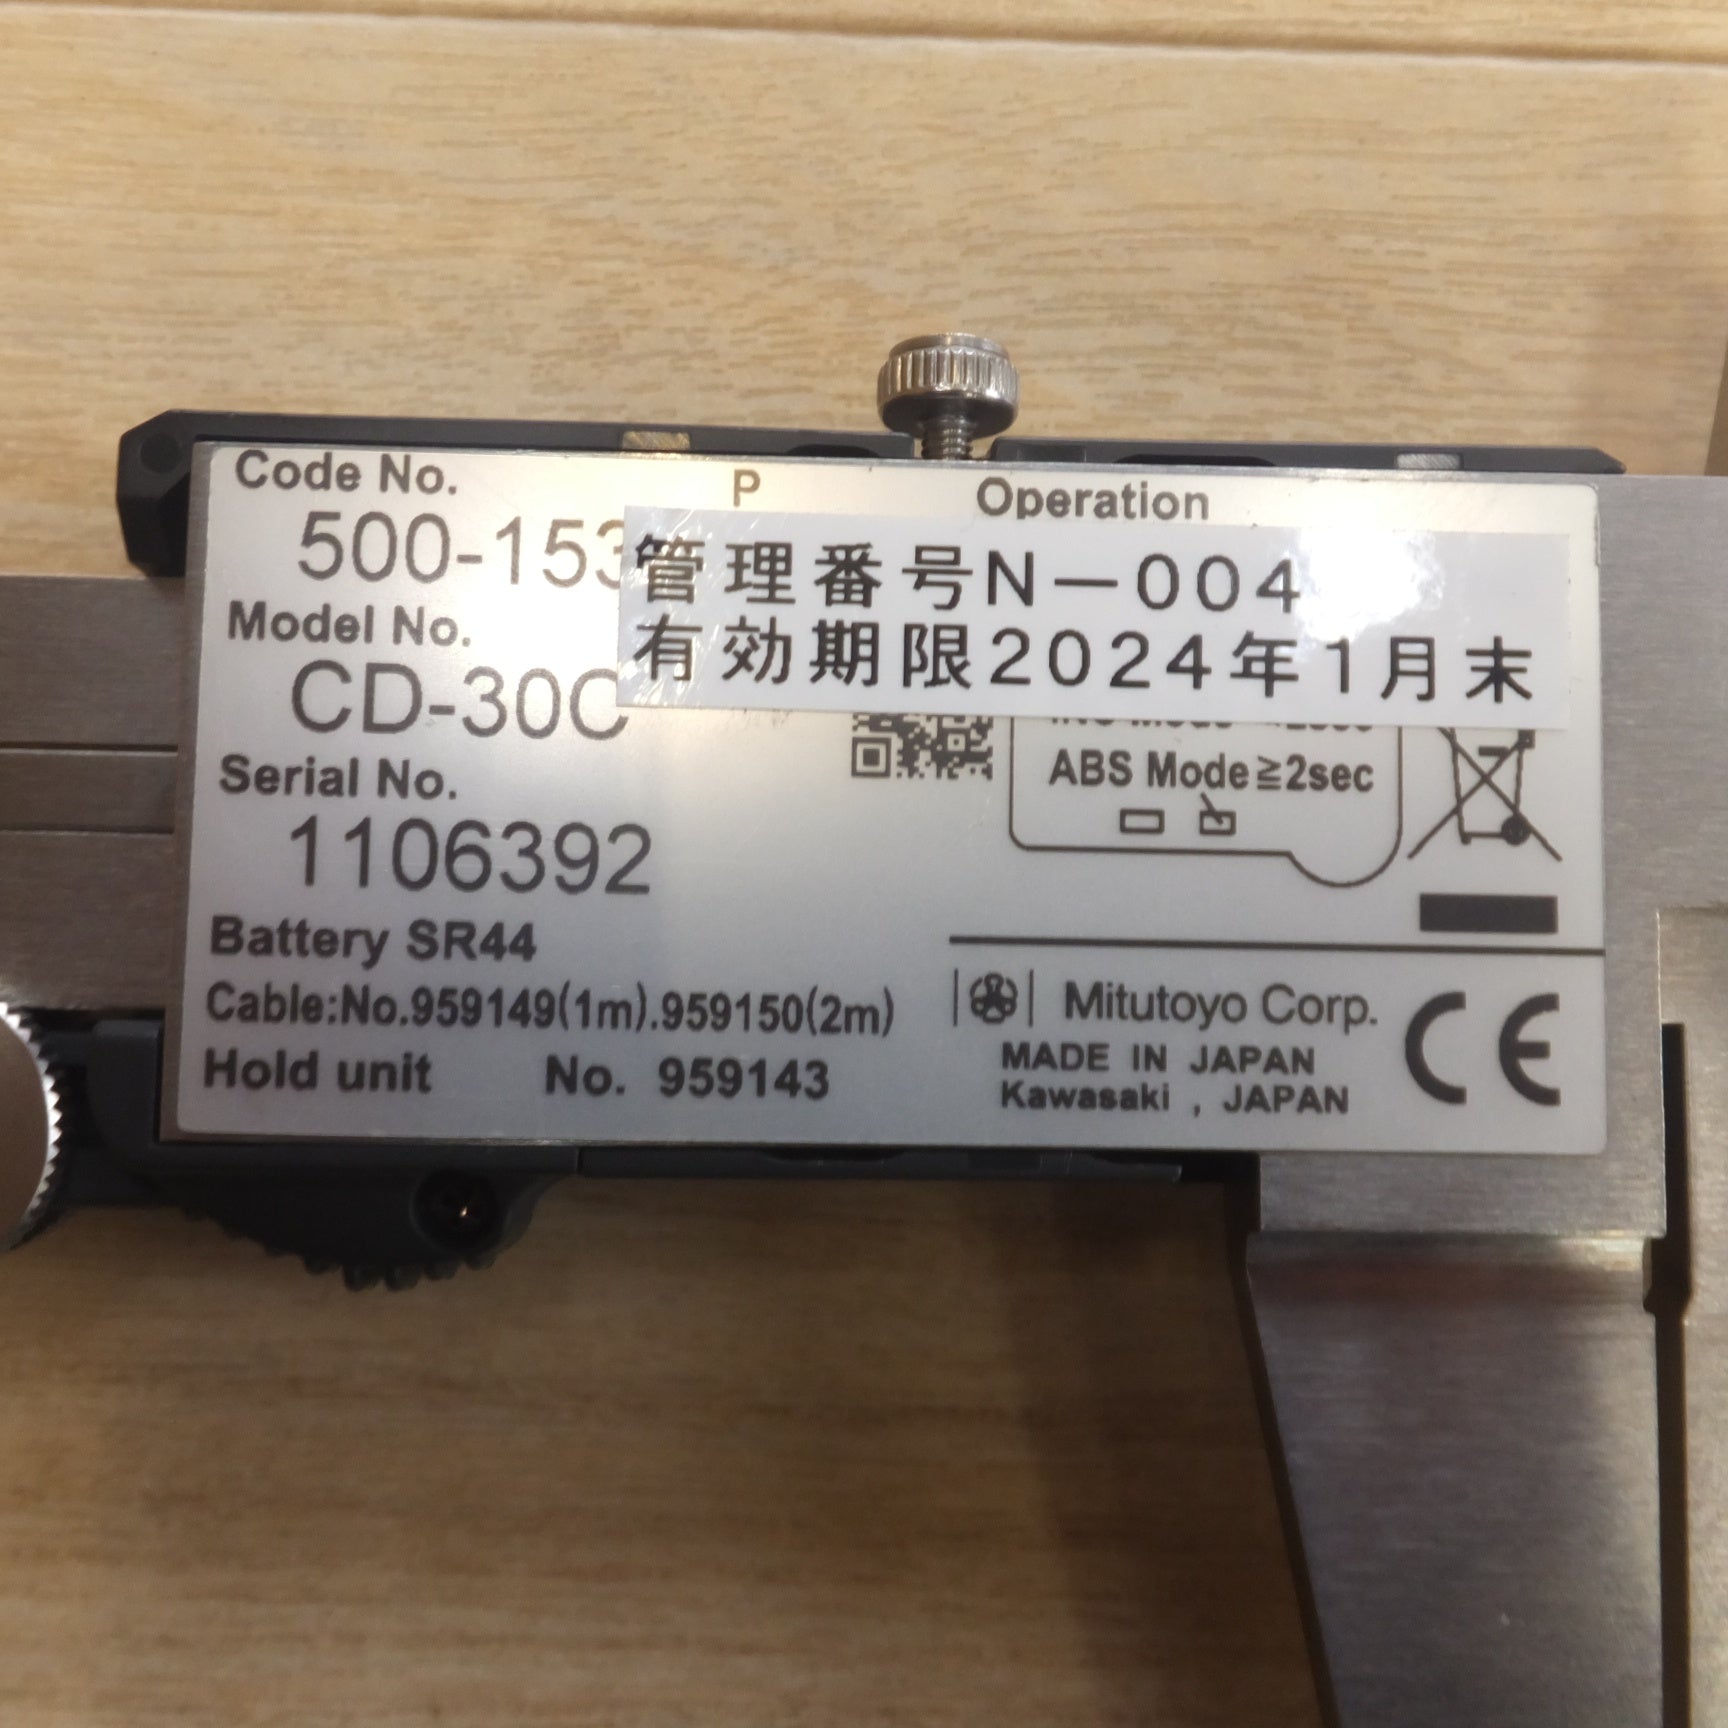 Code No.
500-153
P
Operation
管理番号N-004
有効期限2024年1月末
Model No.
CD-30C
ABS Mode≧2sec
Serial No.
1106392
Battery SR44
Cable:No.959149(1m).959150(2m)
Hold unit No. 959143
Mitutoyo Corp.
MADE IN JAPAN
Kawasaki , JAPAN
CE